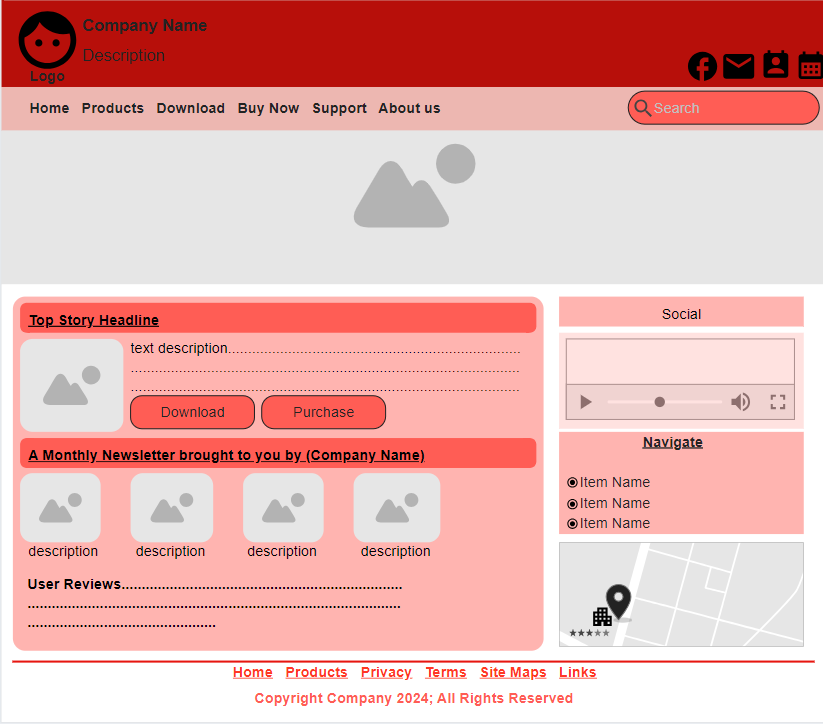 Company Name
Description
Logo
Home Products Download Buy Now Support About us
Search
Top Story Headline
text description..........................................................................
..................................................................................................
..................................................................................................
Download Purchase
A Monthly Newsletter brought to you by (Company Name)
description description description description
User Reviews......................................................................
............................................................................................
...............................................
Social
Navigate
Item Name
Item Name
Item Name
★★★★★
Home Products Privacy Terms Site Maps Links
Copyright Company 2024; All Rights Reserved